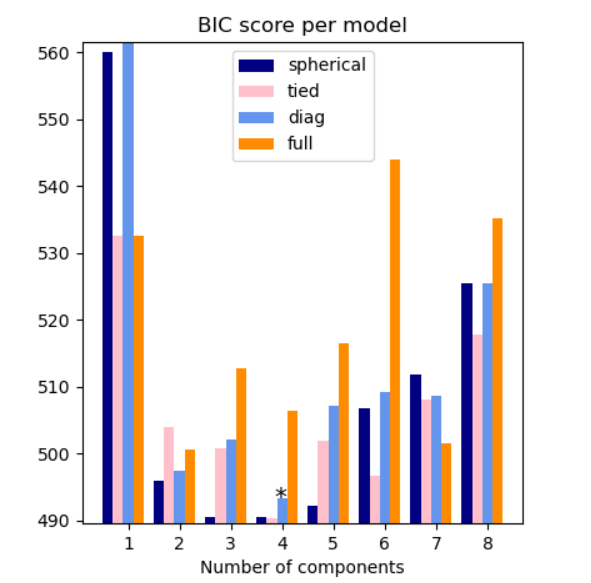 BIC score per model
560
550
540
530
520
510
500
490
spherical
tied
diag
full
*
1 2 3 4 5 6 7 8
Number of components